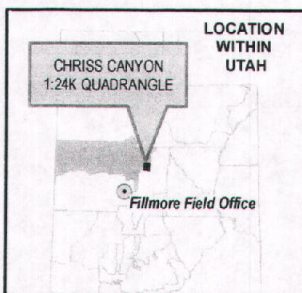 LOCATION
WITHIN
UTAH
CHRISS CANYON
1:24K QUADRANGLE
Fillmore Field Office